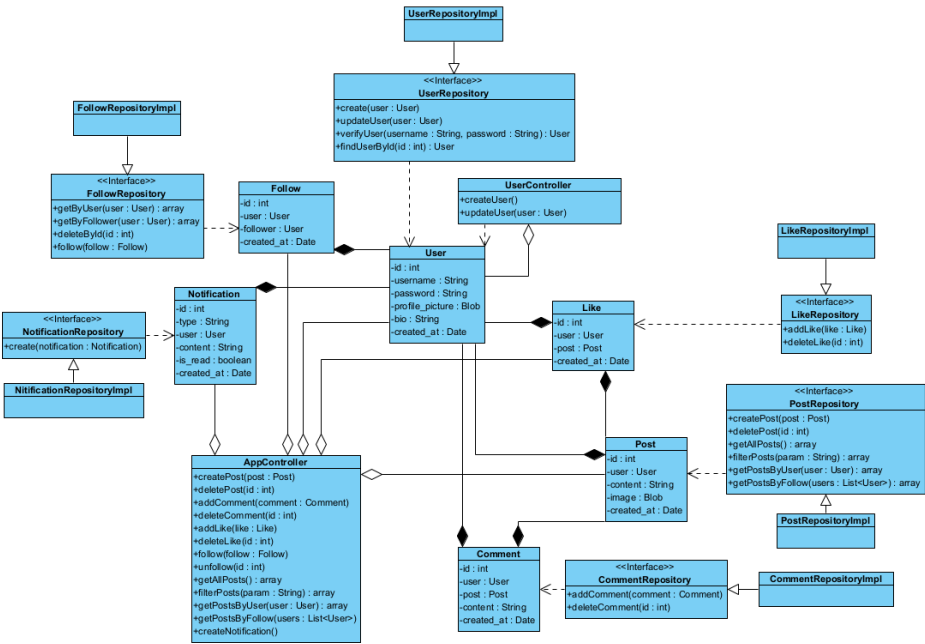 UserRepositoryImpl
<<Interface>>
UserRepository
+create(user : User)
+updateUser(user : User)
+verifyUser(username : String, password : String) : User
+findUserById(id : int) : User
FollowRepositoryImpl
<<Interface>>
FollowRepository
+getByUser(user : User) : array
+getByFollower(user : User) : array
+deleteById(id : int)
+follow(follow : Follow)
Follow
-id : int
-user : User
-follower : User
-created_at : Date
UserController
+createUser()
+updateUser(user : User)
User
-id : int
-username : String
-password : String
-profile_picture : Blob
-bio : String
-created_at : Date
LikeRepositoryImpl
<<Interface>>
LikeRepository
+addLike(like : Like)
+deleteLike(id : int)
Notification
-id : int
-type : String
-user : User
-content : String
-is_read : boolean
-created_at : Date
<<Interface>>
NotificationRepository
+create(notification : Notification)
NitificationRepositoryImpl
Like
-id : int
-user : User
-post : Post
-created_at : Date
<<Interface>>
PostRepository
+createPost(post : Post)
+deletePost(id : int)
+getAllPosts() : array
+filterPosts(param : String) : array
+getPostsByUser(user : User) : array
+getPostsByFollow(users : List<User>) : array
PostRepositoryImpl
Post
-id : int
-user : User
-content : String
-image : Blob
-created_at : Date
AppController
+createPost(post : Post)
+deletePost(id : int)
+addComment(comment : Comment)
+deleteComment(id : int)
+addLike(like : Like)
+deleteLike(id : int)
+follow(follow : Follow)
+unfollow(id : int)
+getAllPosts() : array
+filterPosts(param : String) : array
+getPostsByUser(user : User) : array
+getPostsByFollow(users : List<User>) : array
+createNotification()
Comment
-id : int
-user : User
-post : Post
-content : String
-created_at : Date
<<Interface>>
CommentRepository
+addComment(comment : Comment)
+deleteComment(id : int)
CommentRepositoryImpl